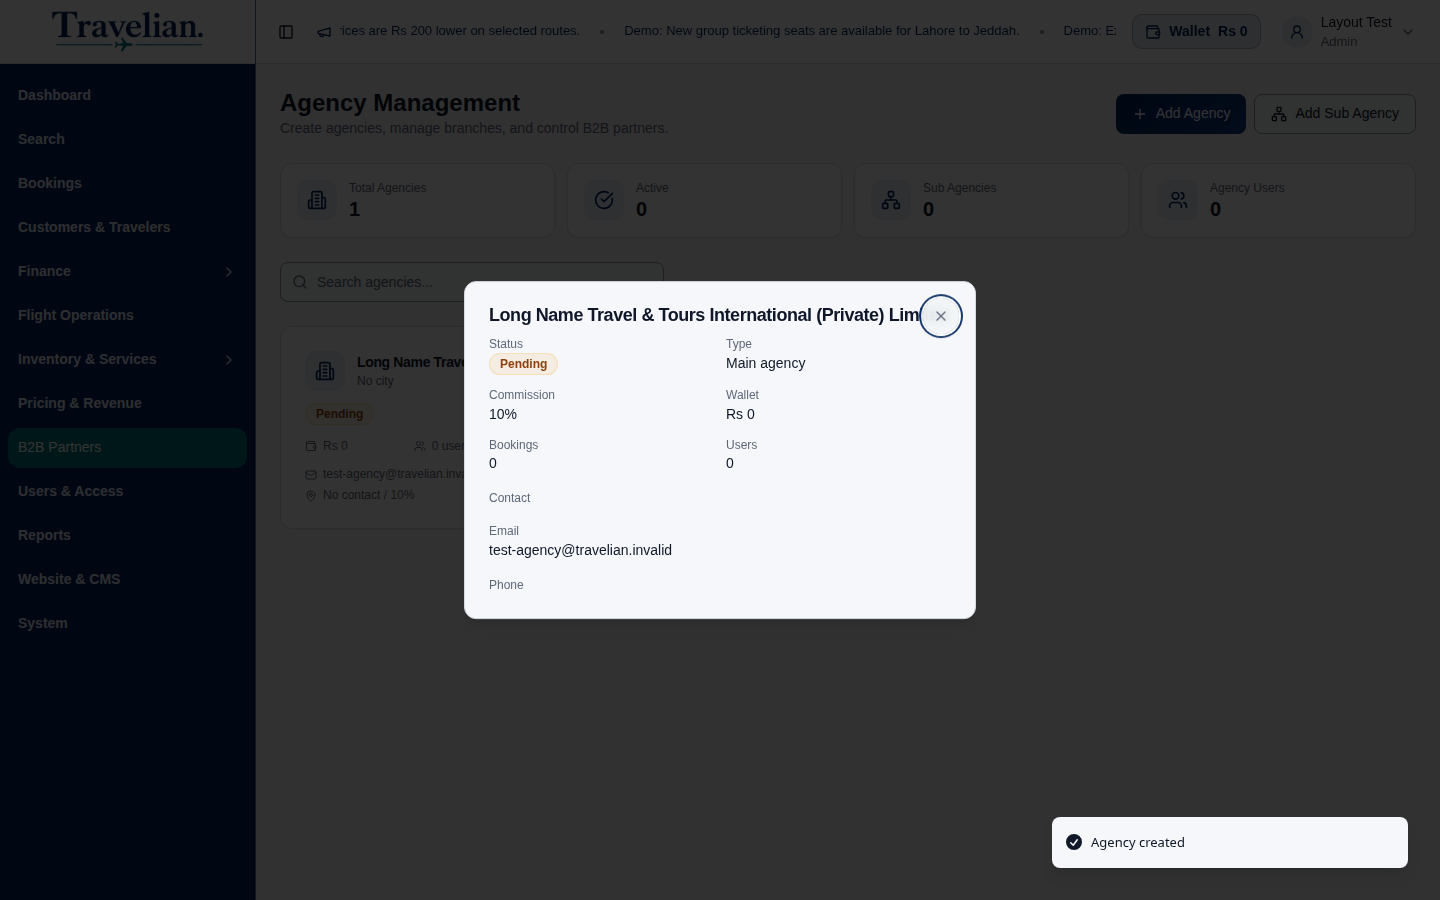 Travelian.
ices are Rs 200 lower on selected routes. • Demo: New group ticketing seats are available for Lahore to Jeddah. • Demo:
Wallet Rs 0
Layout Test
Admin
Dashboard
Search
Bookings
Customers & Travelers
Finance
Flight Operations
Inventory & Services
Pricing & Revenue
B2B Partners
Users & Access
Reports
Website & CMS
System
Agency Management
Create agencies, manage branches, and control B2B partners.
Add Agency
Add Sub Agency
Total Agencies
1
Active
0
Sub Agencies
0
Agency Users
0
Search agencies...
Long Name Trave
No city
Pending
Rs 0
0 user
test-agency@travelian.inva
No contact / 10%
Long Name Travel & Tours International (Private) Lim
Status
Pending
Type
Main agency
Commission
10%
Wallet
Rs 0
Bookings
0
Users
0
Contact
Email
test-agency@travelian.invalid
Phone
Agency created